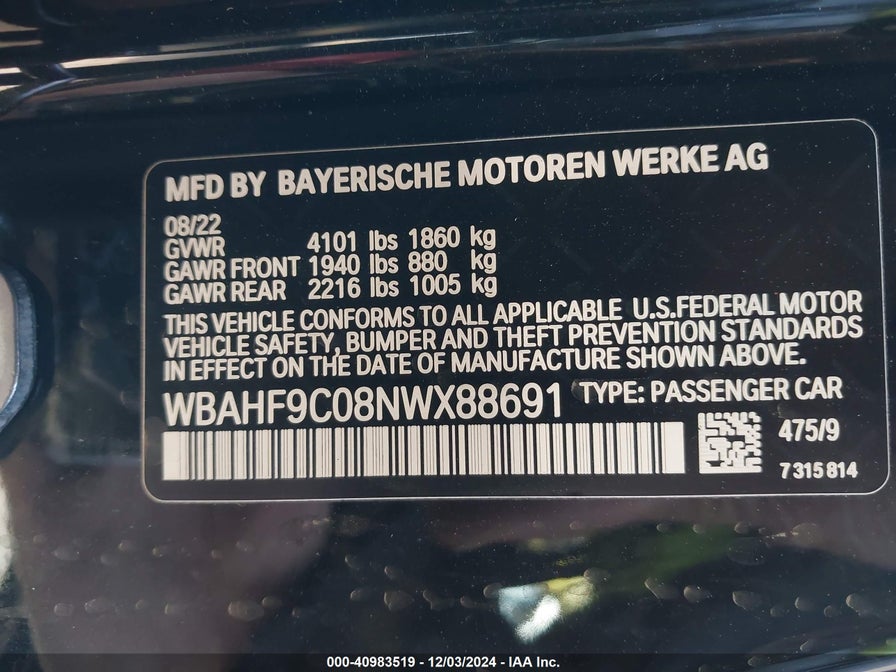 MFD BY BAYERISCHE MOTOREN WERKE AG
08/22
GVWR 4101 lbs 1860 kg
GAWR FRONT 1940 lbs 880 kg
GAWR REAR 2216 lbs 1005 kg
THIS VEHICLE CONFORMS TO ALL APPLICABLE U.S.FEDERAL MOTOR
VEHICLE SAFETY, BUMPER AND THEFT PREVENTION STANDARDS
IN EFFECT ON THE DATE OF MANUFACTURE SHOWN ABOVE.
WBAHF9C08NWX88691 TYPE: PASSENGER CAR
475/9
7 315 814
000-40983519 - 12/03/2024 - IAA Inc.